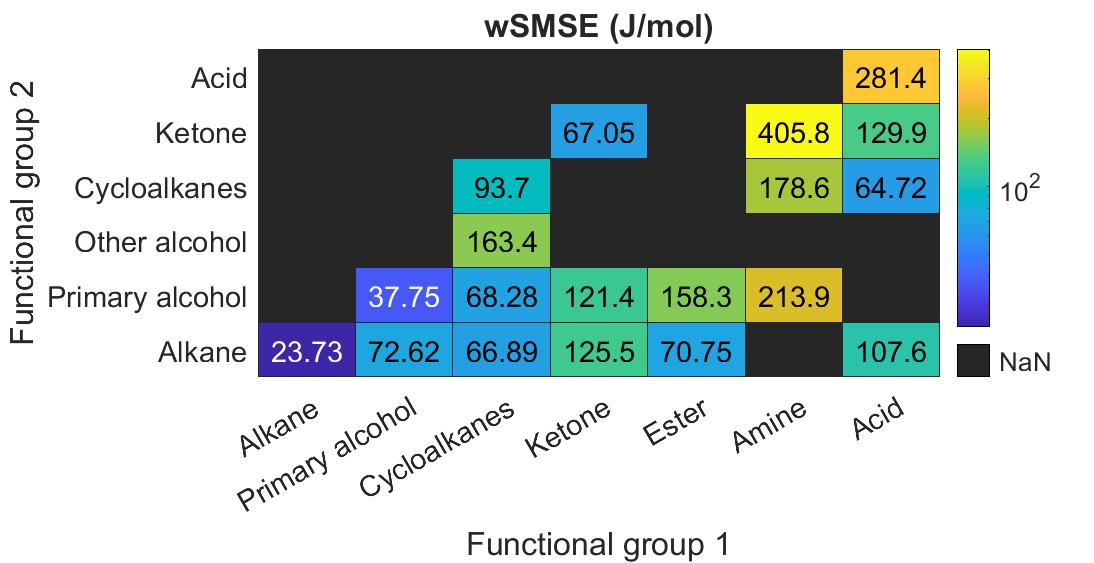 wSMSE (J/mol)
Functional group 2
Acid 281.4
Ketone 67.05 405.8 129.9
Cycloalkanes 93.7 178.6 64.72
Other alcohol 163.4
Primary alcohol 37.75 68.28 121.4 158.3 213.9
Alkane 23.73 72.62 66.89 125.5 70.75 107.6
10²
NaN
Alkane Primary alcohol Cycloalkanes Ketone Ester Amine Acid
Functional group 1